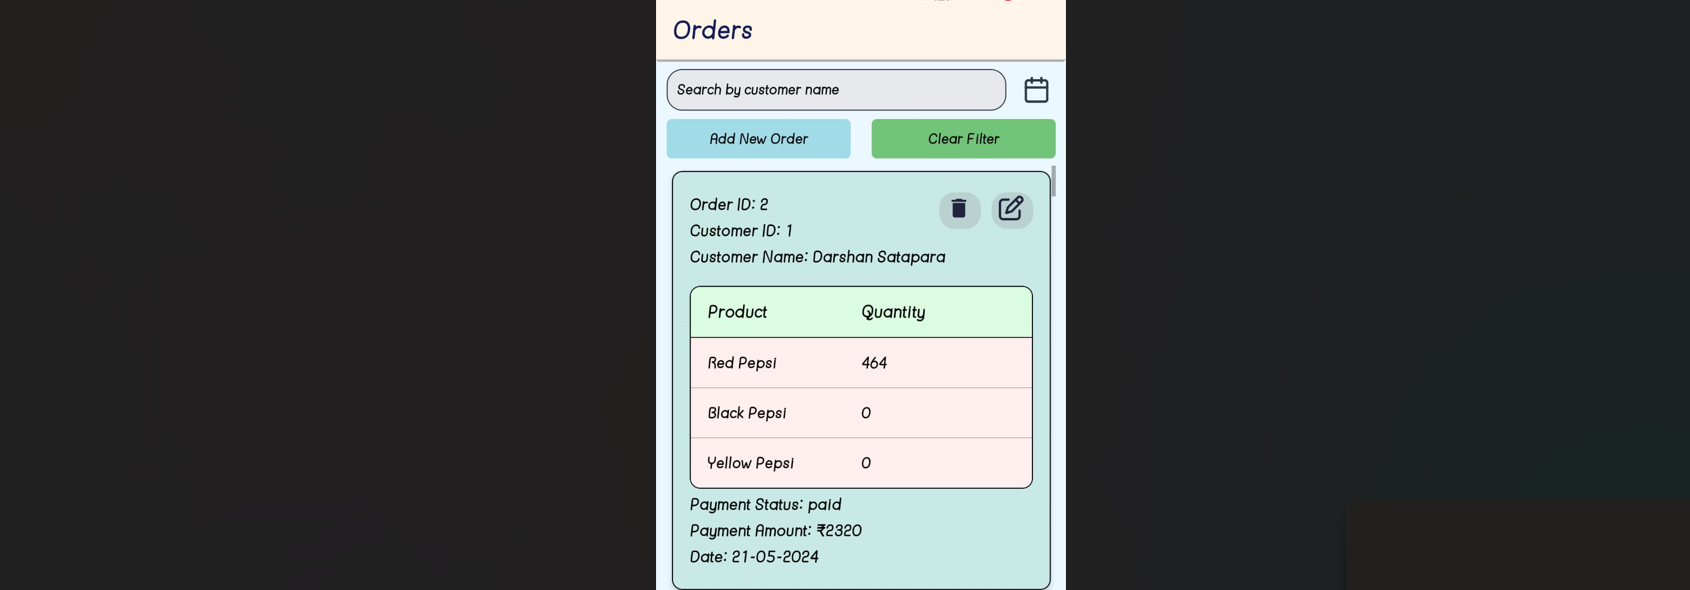 Orders
Search by customer name
Add New Order Clear Filter
Order ID: 2
Customer ID: 1
Customer Name: Darshan Satapara
Product Quantity
Red Pepsi 464
Black Pepsi 0
Yellow Pepsi 0
Payment Status: paid
Payment Amount: ₹2320
Date: 21-05-2024